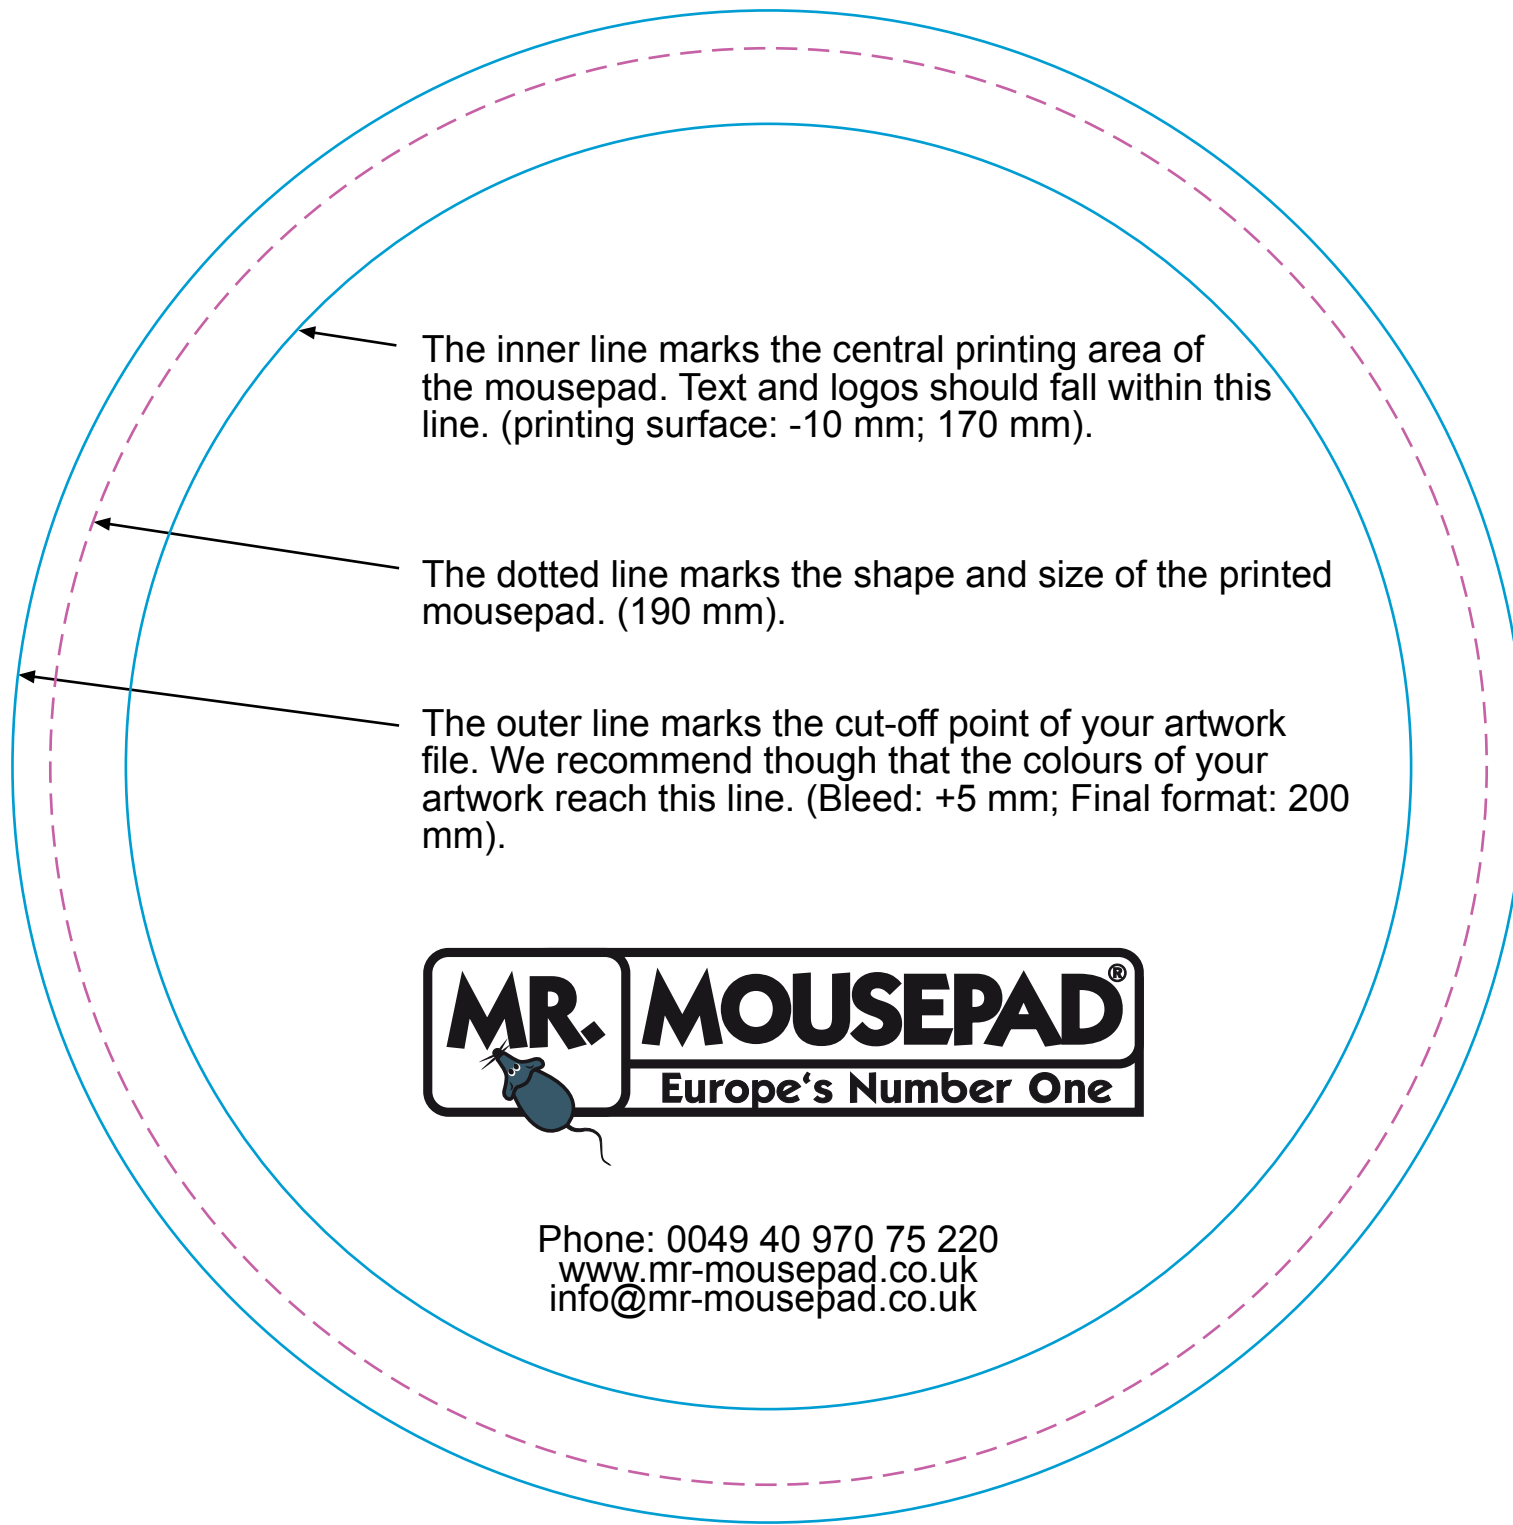 The inner line marks the central printing area of
the mousepad. Text and logos should fall within this
line. (printing surface: -10 mm; 170 mm).
The dotted line marks the shape and size of the printed
mousepad. (190 mm).
The outer line marks the cut-off point of your artwork
file. We recommend though that the colours of your
artwork reach this line. (Bleed: +5 mm; Final format: 200
mm).
MR. MOUSEPAD®
Europe‘s Number One
Phone: 0049 40 970 75 220
www.mr-mousepad.co.uk
info@mr-mousepad.co.uk